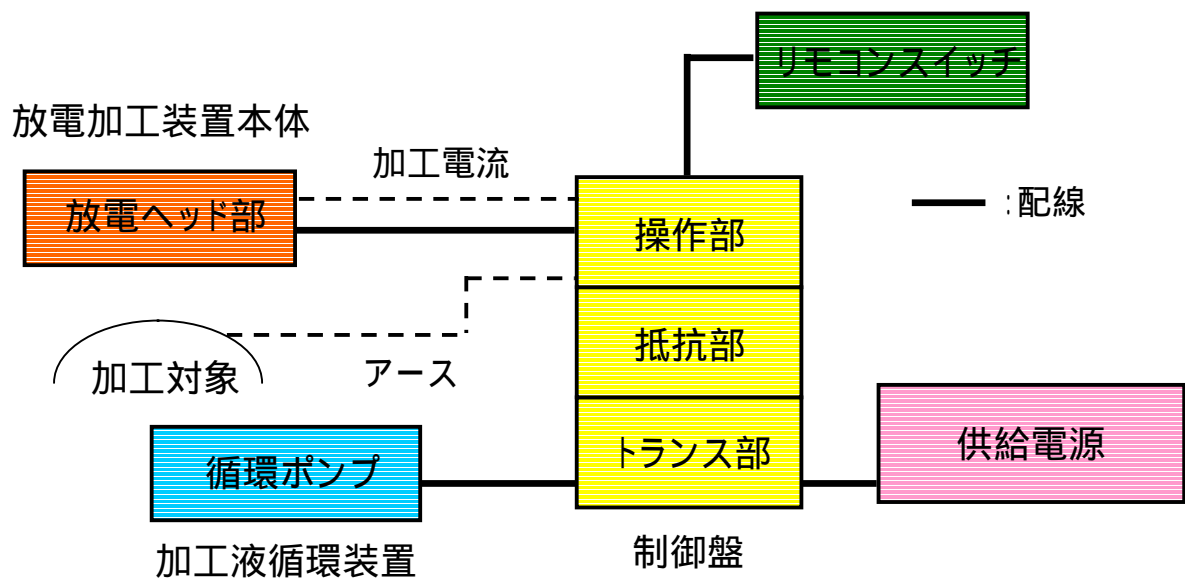 リモコンスイッチ
放電加工装置本体
加工電流
放電ヘッド部
:配線
操作部
抵抗部
加工対象
アース
トランス部
供給電源
循環ポンプ
加工液循環装置
制御盤